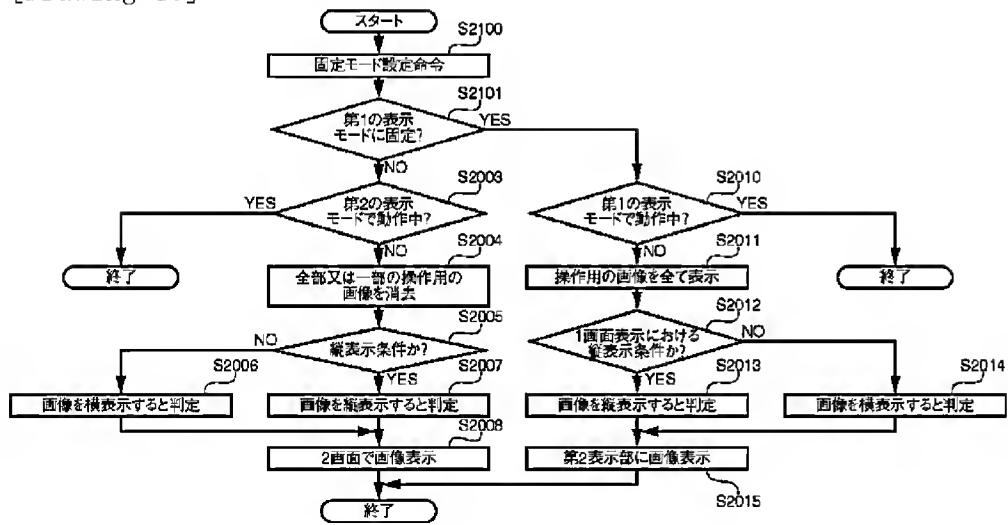 スタート
S2100
固定モード設定命令
S2101
第1の表示
モードに固定?
YES
NO
S2003
第2の表示
モードで動作中?
YES
NO
終了
S2004
全部又は一部の操作用の
画像を消去
S2005
縦表示条件か?
NO
YES
S2006
画像を横表示すると判定
S2007
画像を縦表示すると判定
S2008
2画面で画像表示
終了
S2010
第1の表示
モードで動作中?
YES
NO
終了
S2011
操作用の画像を全て表示
S2012
1画面表示における
縦表示条件か?
NO
YES
S2013
画像を縦表示すると判定
S2014
画像を横表示すると判定
第2表示部に画像表示
S2015